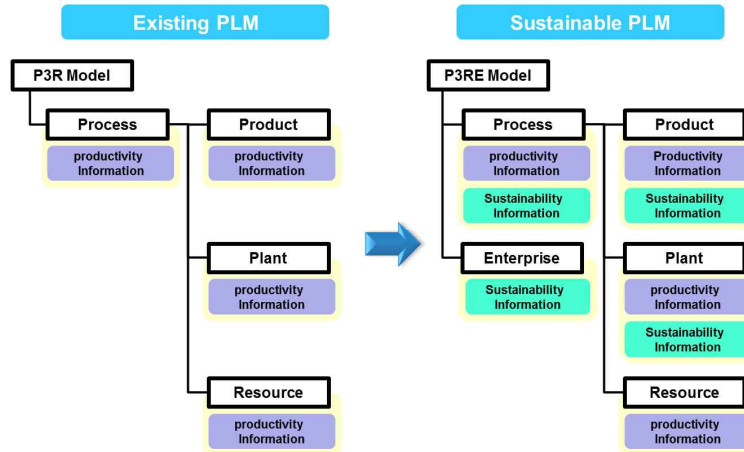 Existing PLM
P3R Model
Process
productivity
Information
Product
productivity
Information
Plant
productivity
Information
Resource
productivity
Information
Sustainable PLM
P3RE Model
Process
productivity
Information
Sustainability
Information
Enterprise
Sustainability
Information
Product
Productivity
Information
Sustainability
Information
Plant
productivity
Information
Sustainability
Information
Resource
productivity
Information